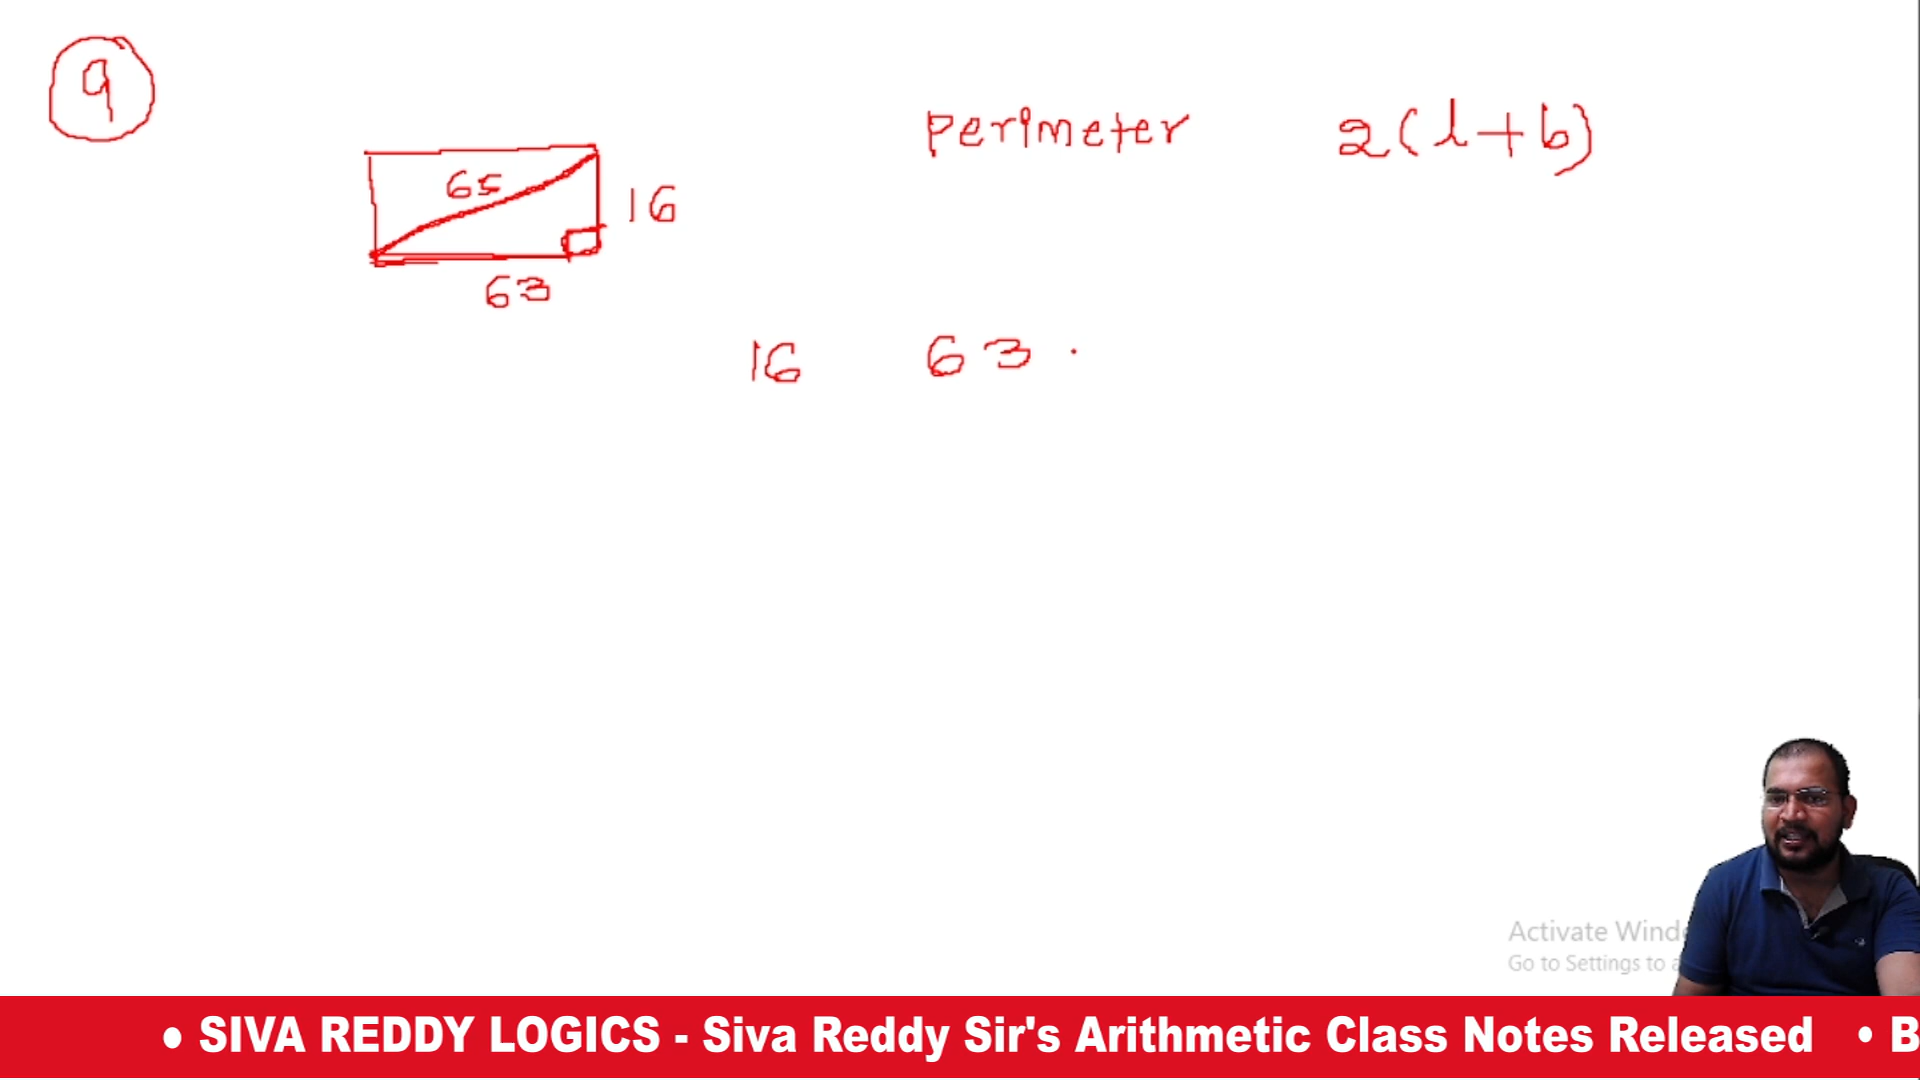 9
perimeter 2(l+b)
65
16
63
16 63 .
Activate Wind
Go to Settings to a
• SIVA REDDY LOGICS - Siva Reddy Sir's Arithmetic Class Notes Released • B